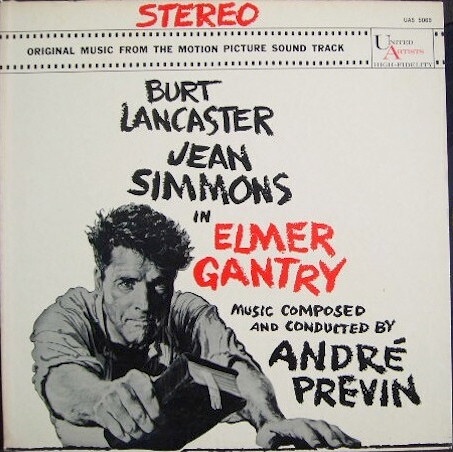 STEREO
UAS 5069
ORIGINAL MUSIC FROM THE MOTION PICTURE SOUND TRACK
UNITED
ARTISTS
HIGH-FIDELITY
BURT
LANCASTER
JEAN
SIMMONS
IN
ELMER
GANTRY
MUSIC COMPOSED
AND CONDUCTED BY
ANDRÉ
PREVIN